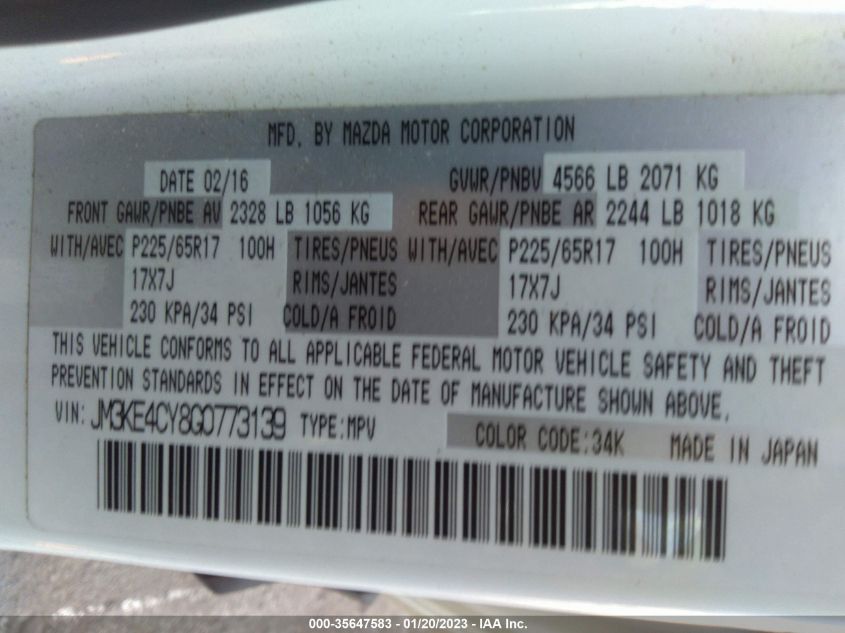 MFD. BY MAZDA MOTOR CORPORATION
DATE 02/16 GVWR/PNBV 4566 LB 2071 KG
FRONT GAWR/PNBE AV 2328 LB 1056 KG REAR GAWR/PNBE AR 2244 LB 1018 KG
WITH/AVEC P225/65R17 100H TIRES/PNEUS WITH/AVEC P225/65R17 100H TIRES/PNEUS
17X7J RIMS/JANTES 17X7J RIMS/JANTES
230 KPA/34 PSI COLD/A FROID 230 KPA/34 PSI COLD/A FROID
THIS VEHICLE CONFORMS TO ALL APPLICABLE FEDERAL MOTOR VEHICLE SAFETY AND THEFT
PREVENTION STANDARDS IN EFFECT ON THE DATE OF MANUFACTURE SHOWN ABOVE.
VIN: JM3KE4CY8G0773139 TYPE:MPV COLOR CODE:34K MADE IN JAPAN
000-35647583 - 01/20/2023 - IAA Inc.